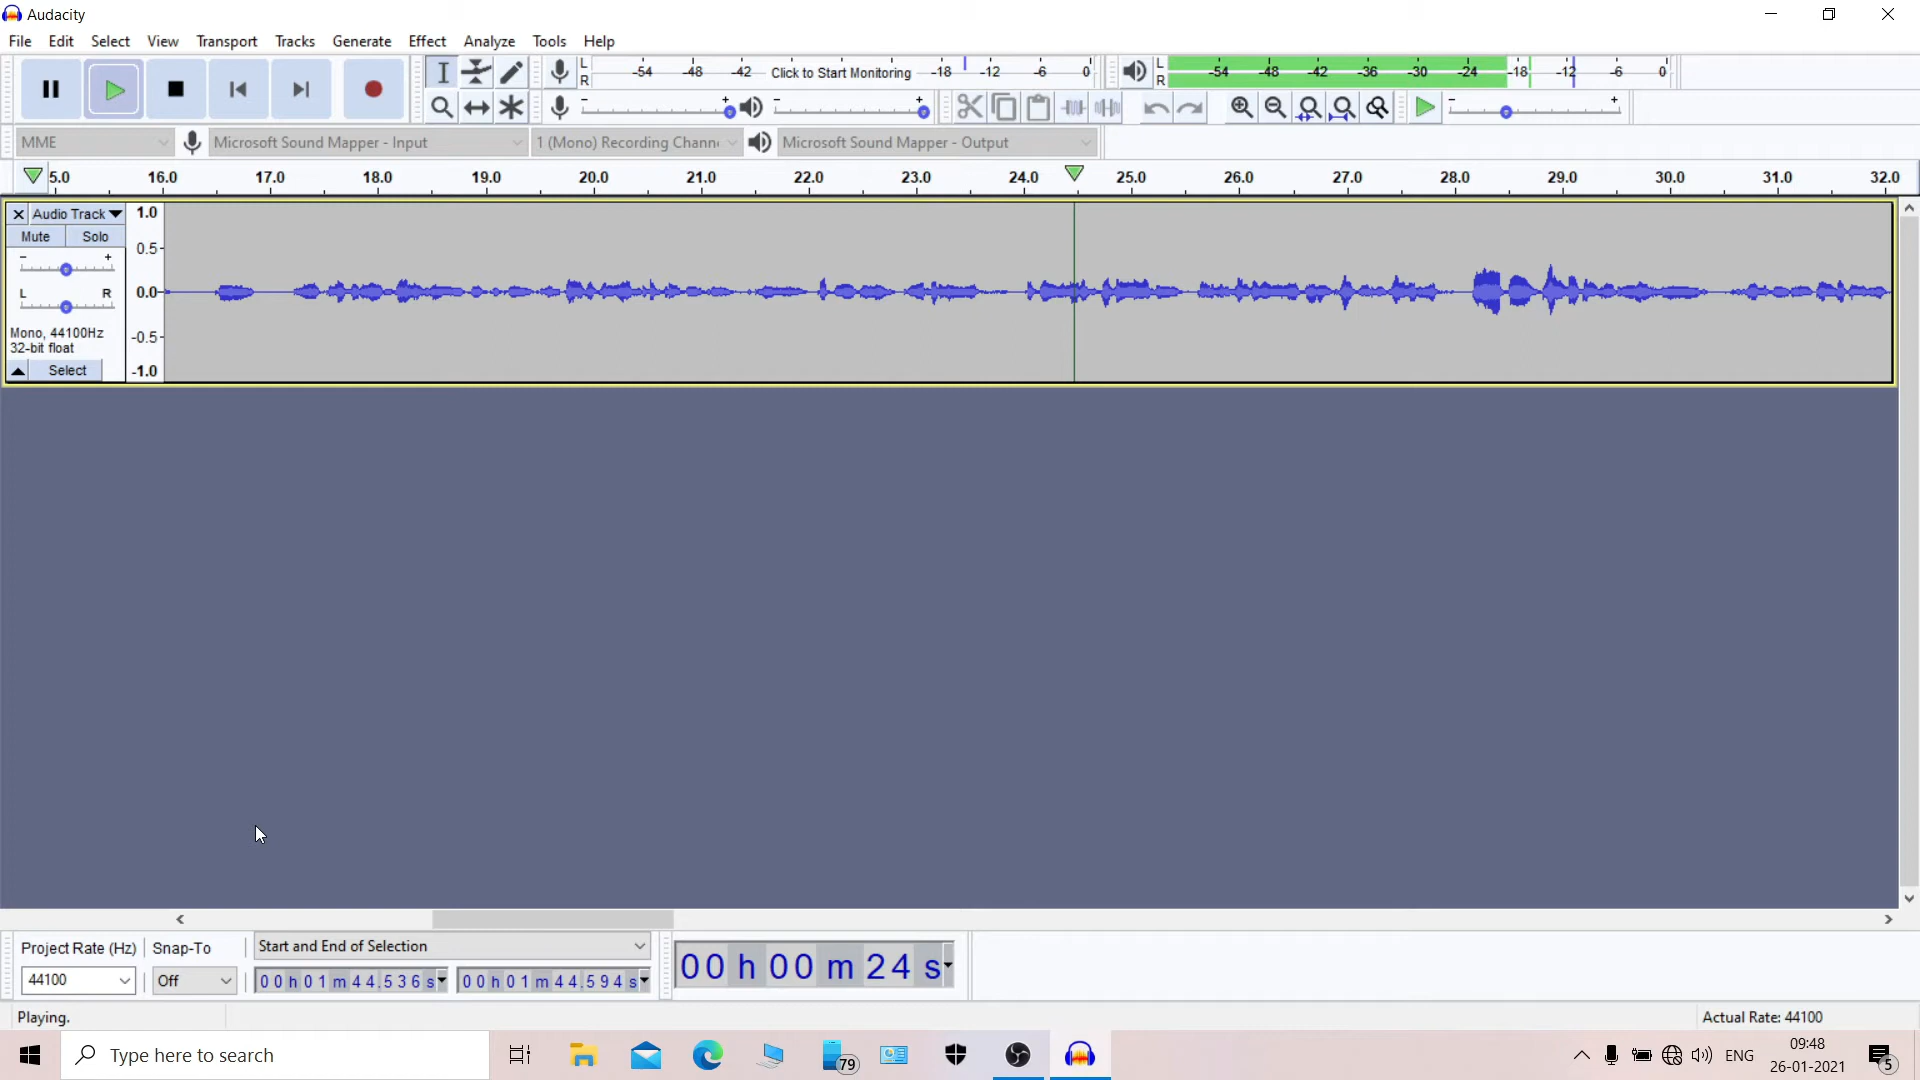 Audacity
File Edit Select View Transport Tracks Generate Effect Analyze Tools Help
L R -54 -48 -42 Click to Start Monitoring -18 -12 -6 0
L R -54 -48 -42 -36 -30 -24 -18 -12 -6 0
- + - + - +
MME Microsoft Sound Mapper - Input 1 (Mono) Recording Chann Microsoft Sound Mapper - Output
5.0 16.0 17.0 18.0 19.0 20.0 21.0 22.0 23.0 24.0 25.0 26.0 27.0 28.0 29.0 30.0 31.0 32.0
Audio Track 1.0
Mute Solo
0.5
- +
L R 0.0
Mono, 44100Hz
-0.5
32-bit float
Select -1.0
Project Rate (Hz) Snap-To Start and End of Selection
44100 Off 00 h 01 m 44.536 s 00 h 01 m 44.594 s
00 h 00 m 24 s
Playing. Actual Rate: 44100
Type here to search
79
ENG
09:48
26-01-2021
5